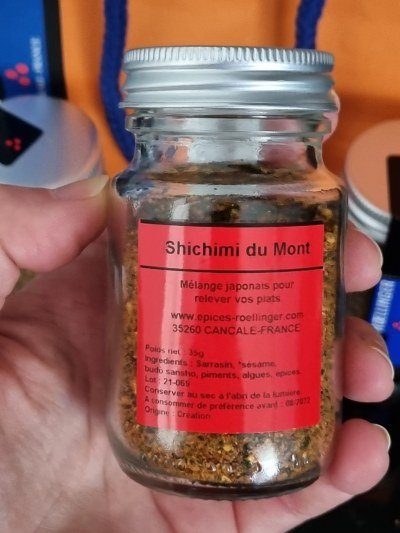 Shichimi du Mont
Mélange japonais pour
relever vos plats
www.epices-roellinger.com
35260 CANCALE-FRANCE
Poids net : 35g
Ingrédients : Sarrasin, *sésame,
budo sansho, piments, algues, épices.
Lot : 21-069
Conserver au sec à l'abri de la lumière
A consommer de préférence avant : 08/2022
Origine : Création